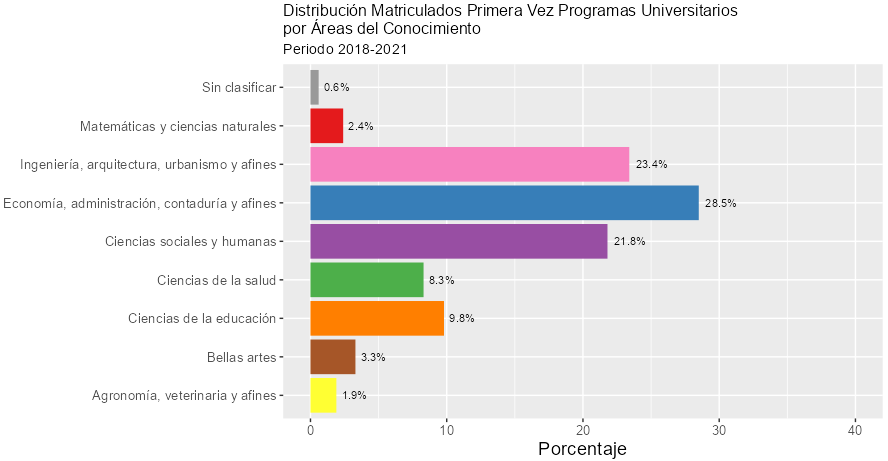 Distribución Matriculados Primera Vez Programas Universitarios
por Áreas del Conocimiento
Periodo 2018-2021
Sin clasificar 0.6%
Matemáticas y ciencias naturales 2.4%
Ingeniería, arquitectura, urbanismo y afines 23.4%
Economía, administración, contaduría y afines 28.5%
Ciencias sociales y humanas 21.8%
Ciencias de la salud 8.3%
Ciencias de la educación 9.8%
Bellas artes 3.3%
Agronomía, veterinaria y afines 1.9%
0 10 20 30 40
Porcentaje